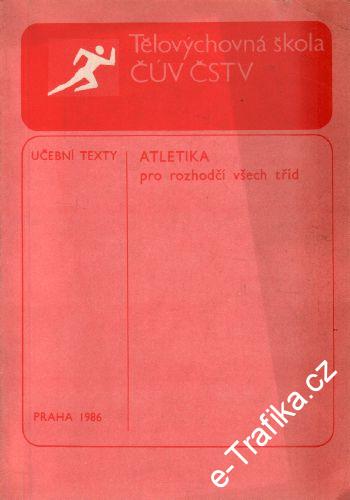 Tělovýchovná škola
ČÚV ČSTV
UČEBNÍ TEXTY
ATLETIKA
pro rozhodčí všech tříd
PRAHA 1986
e-Trafika.cz